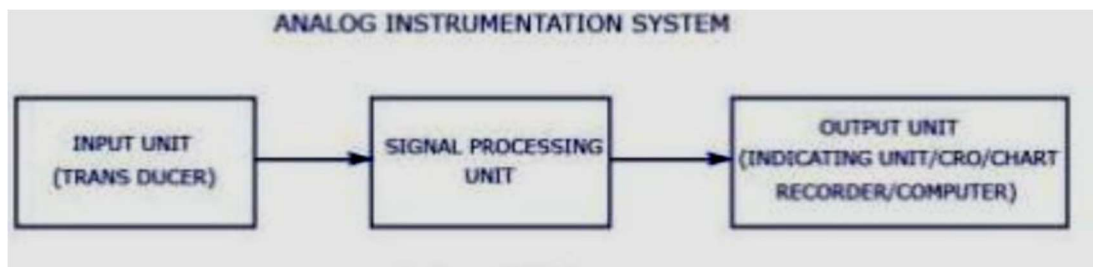 ANALOG INSTRUMENTATION SYSTEM
INPUT UNIT
(TRANS DUCER)
SIGNAL PROCESSING
UNIT
OUTPUT UNIT
(INDICATING UNIT/CRO/CHART
RECORDER/COMPUTER)